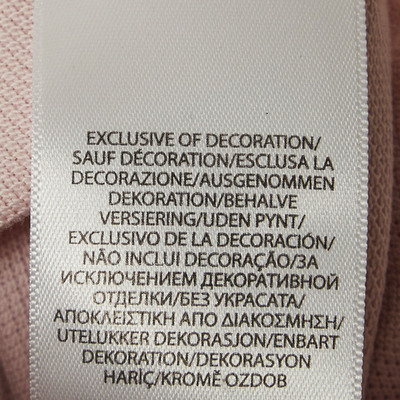 EXCLUSIVE OF DECORATION/
SAUF DÉCORATION/ESCLUSA LA
DECORAZIONE/AUSGENOMMEN
DEKORATION/BEHALVE
VERSIERING/UDEN PYNT/
EXCLUSIVO DE LA DECORACIÓN/
NÃO INCLUI DECORAÇÃO/ЗА
ИСКЛЮЧЕНИЕМ ДЕКОРАТИВНОЙ
ОТДЕЛКИ/БЕЗ УКРАСАТА/
ΑΠΟΚΛΕΙΣΤΙΚΗ ΑΠΟ ΔΙΑΚΟΣΜΗΣΗ/
UTELUKKER DEKORASJON/ENBART
DEKORATION/DEKORASYON
HARİÇ/KROMĚ OZDOB